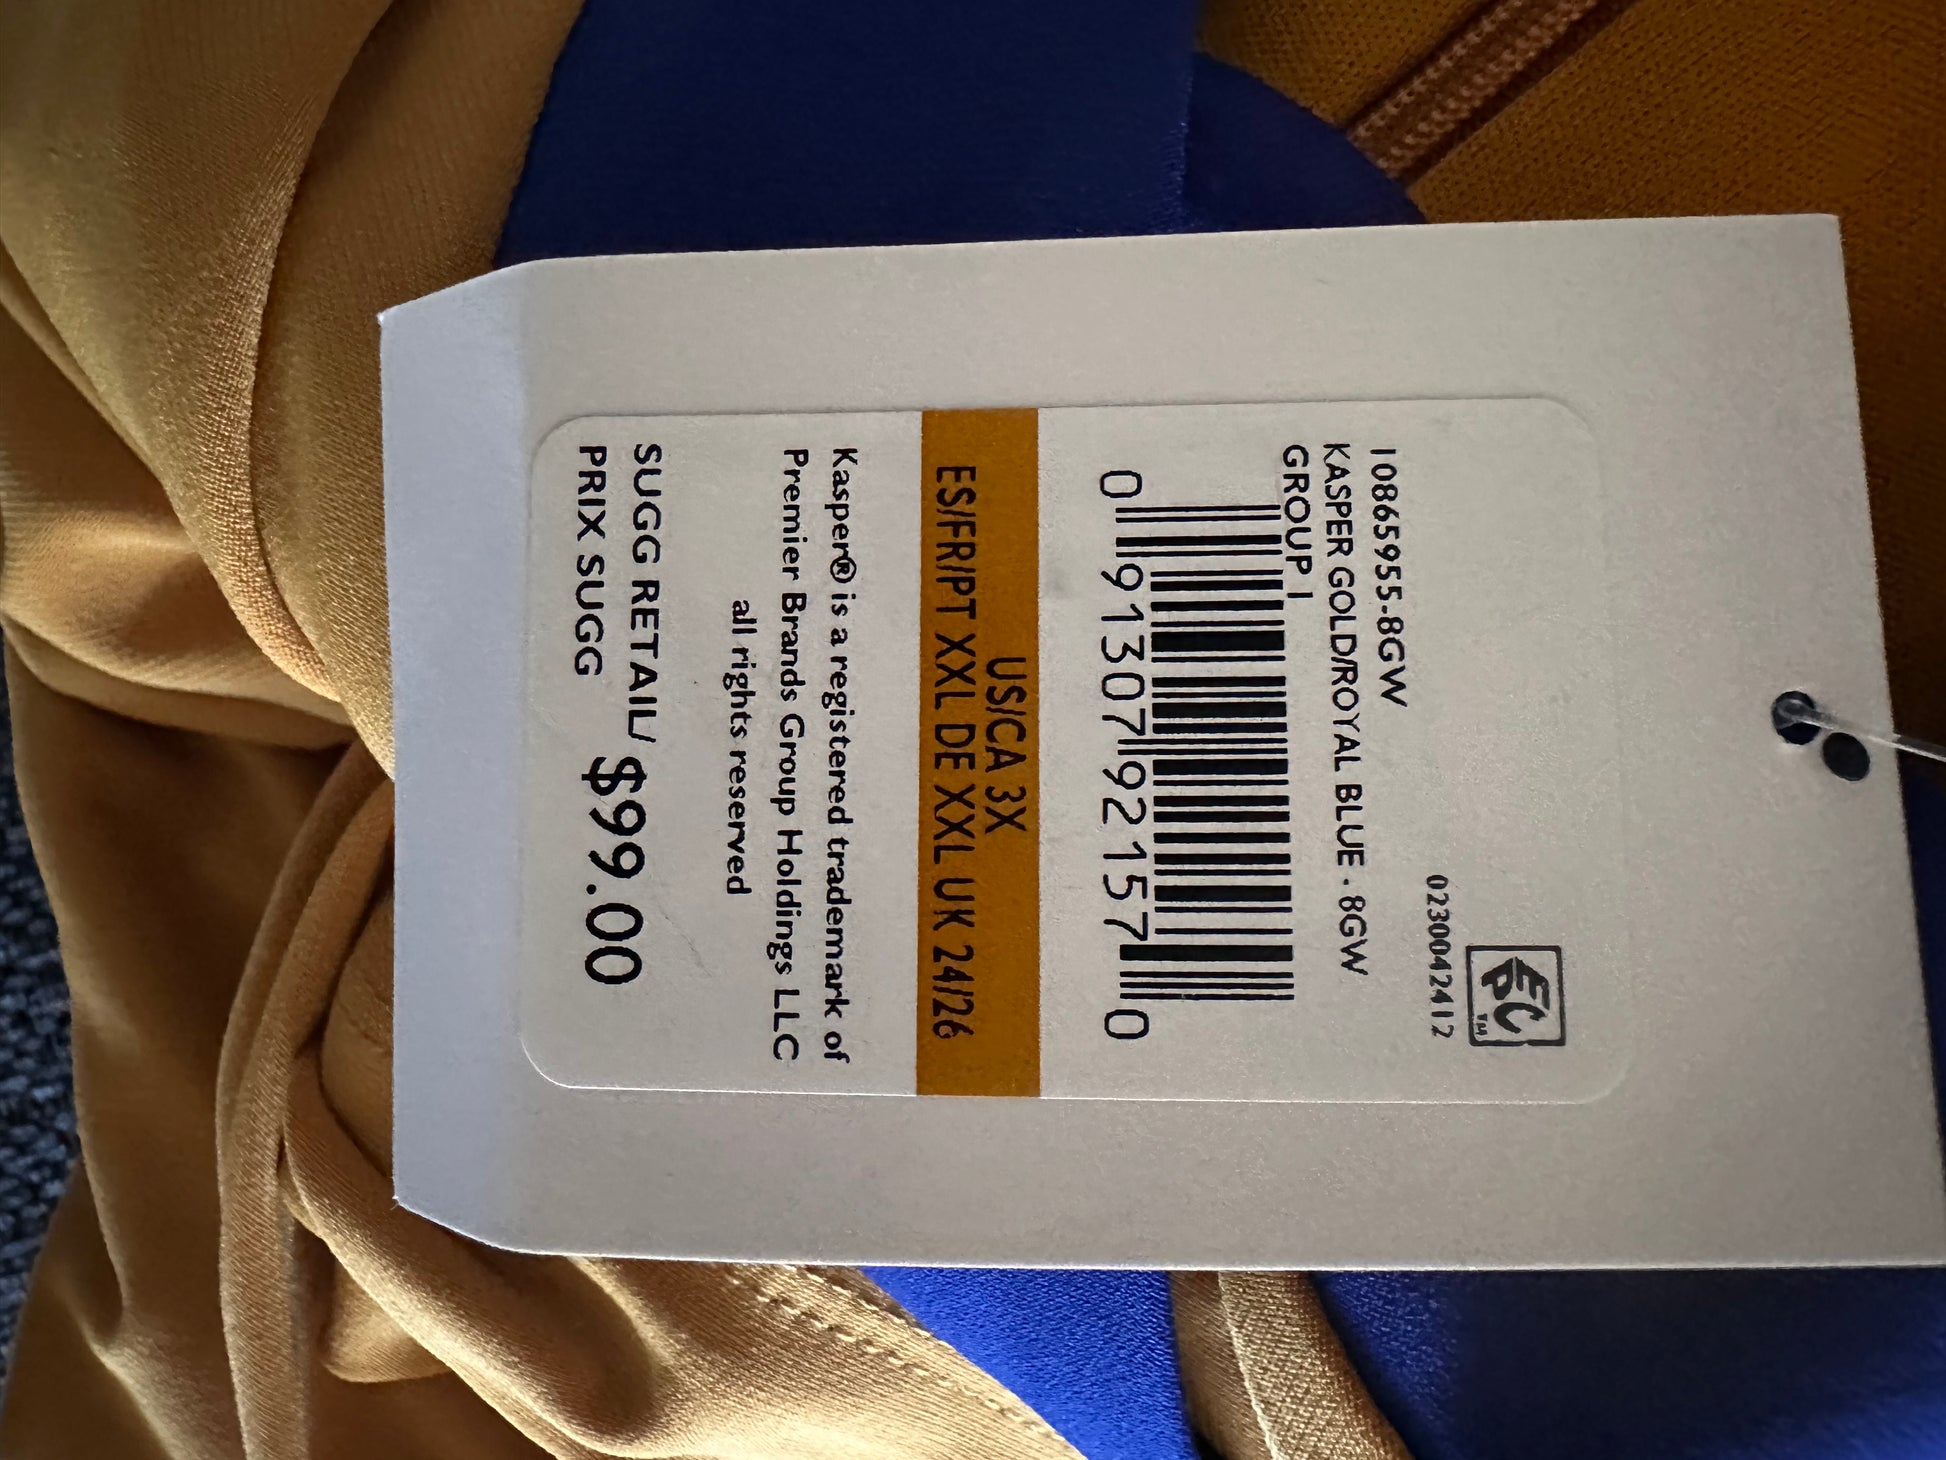 EPC™
02300424I2
10865955-8GW
KASPER GOLD/ROYAL BLUE - 8GW
GROUP I
0 91307 92157 0
US/CA 3X
ES/FR/PT XXL DE XXL UK 24/26
Kasper® is a registered trademark of
Premier Brands Group Holdings LLC
all rights reserved
SUGG RETAIL/
PRIX SUGG $99.00